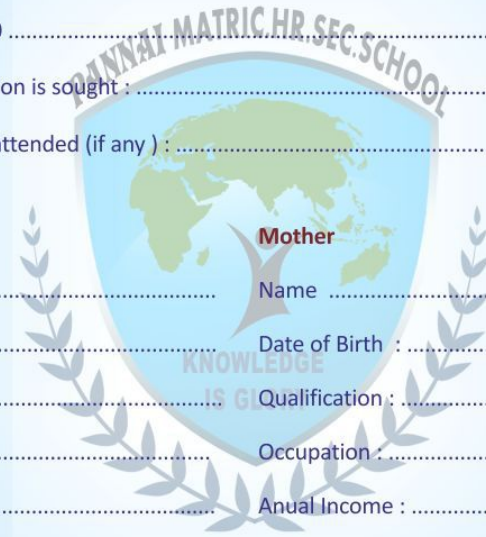 ) ..........................................................................
PANNAI MATRIC.HR.SEC.SCHOOL
on is sought : ......................................................
attended (if any ) : ...............................................
Mother
........................................ Name ........................
........................................ Date of Birth : ............
KNOWLEDGE
........................................ Qualification : ............
IS GLORY
........................................ Occupation : ..............
........................................ Anual Income : ..........